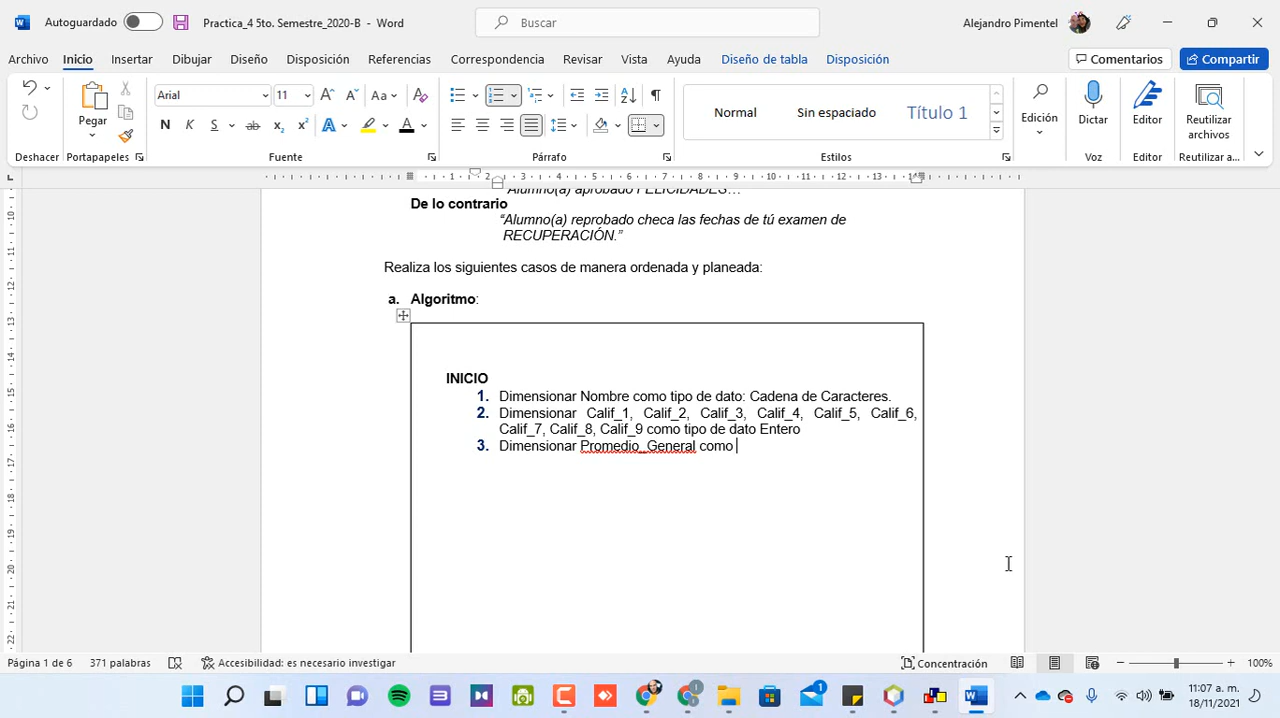 Autoguardado
Practica_4 5to. Semestre_2020-B - Word
Buscar
Alejandro Pimentel
Archivo Inicio Insertar Dibujar Diseño Disposición Referencias Correspondencia Revisar Vista Ayuda Diseño de tabla Disposición
Comentarios
Compartir
Arial 11
Normal
Sin espaciado
Título 1
Pegar
Edición
Dictar
Editor
Reutilizar
archivos
Deshacer Portapapeles Fuente Párrafo Estilos Voz Editor Reutilizar a...
"Alumno(a) aprobado FELICIDADES…
De lo contrario
“Alumno(a) reprobado checa las fechas de tú examen de
RECUPERACIÓN.”
Realiza los siguientes casos de manera ordenada y planeada:
a. Algoritmo:
INICIO
1. Dimensionar Nombre como tipo de dato: Cadena de Caracteres.
2. Dimensionar Calif_1, Calif_2, Calif_3, Calif_4, Calif_5, Calif_6,
Calif_7, Calif_8, Calif_9 como tipo de dato Entero
3. Dimensionar Promedio_General como
Página 1 de 6 371 palabras Accesibilidad: es necesario investigar
Concentración
100%
11:07 a. m.
18/11/2021